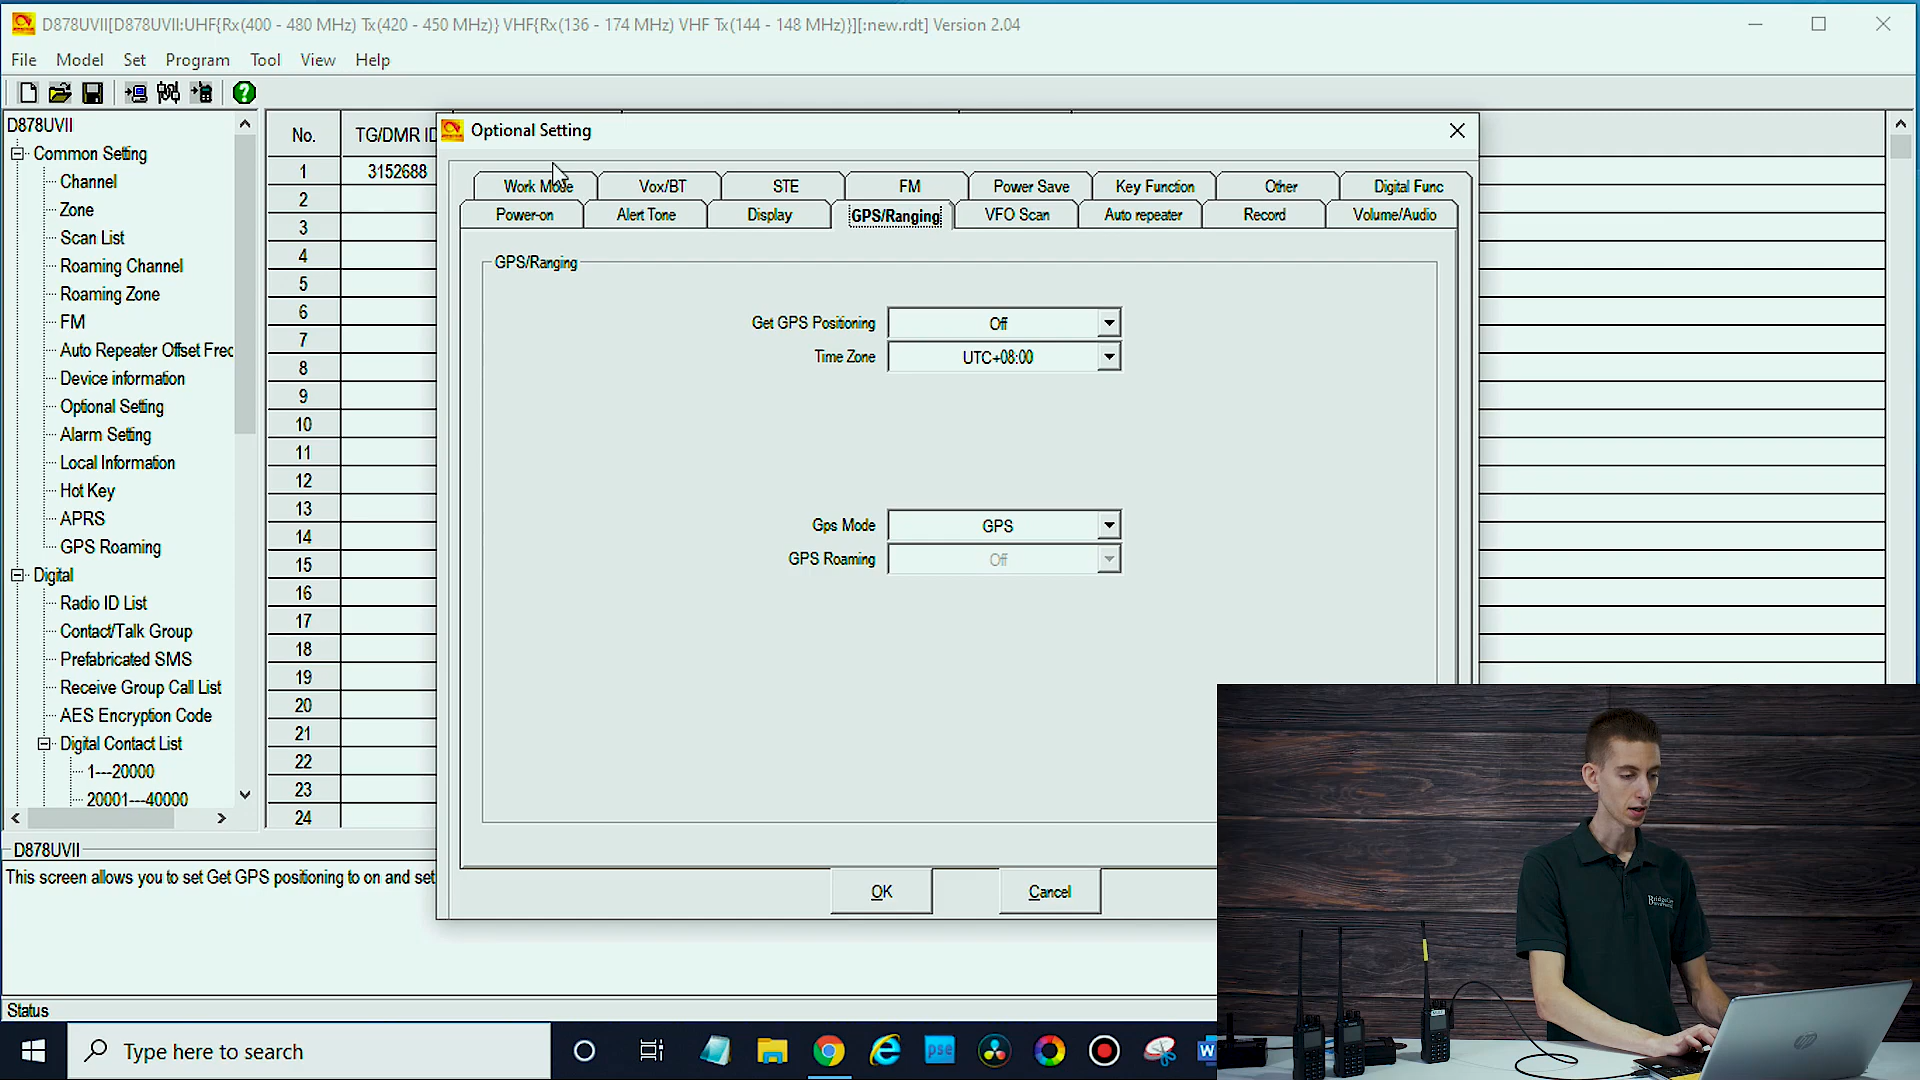 D878UVII[D878UVII:UHF{Rx(400 - 480 MHz) Tx(420 - 450 MHz)} VHF{Rx(136 - 174 MHz) VHF Tx(144 - 148 MHz)}][:new.rdt] Version 2.04
File Model Set Program Tool View Help
D878UVII
Common Setting
Channel
Zone
Scan List
Roaming Channel
Roaming Zone
FM
Auto Repeater Offset Freq
Device information
Optional Setting
Alarm Setting
Local Information
Hot Key
APRS
GPS Roaming
Digital
Radio ID List
Contact/Talk Group
Prefabricated SMS
Receive Group Call List
AES Encryption Code
Digital Contact List
1---20000
20001---40000
No. TG/DMR ID
1 3152688
2
3
4
5
6
7
8
9
10
11
12
13
14
15
16
17
18
19
20
21
22
23
24
Optional Setting
Work Mode Vox/BT STE FM Power Save Key Function Other Digital Func
Power-on Alert Tone Display GPS/Ranging VFO Scan Auto repeater Record Volume/Audio
GPS/Ranging
Get GPS Positioning Off
Time Zone UTC+08:00
Gps Mode GPS
GPS Roaming Off
OK Cancel
D878UVII
This screen allows you to set Get GPS positioning to on and set
Status
Type here to search
pse
W
hp